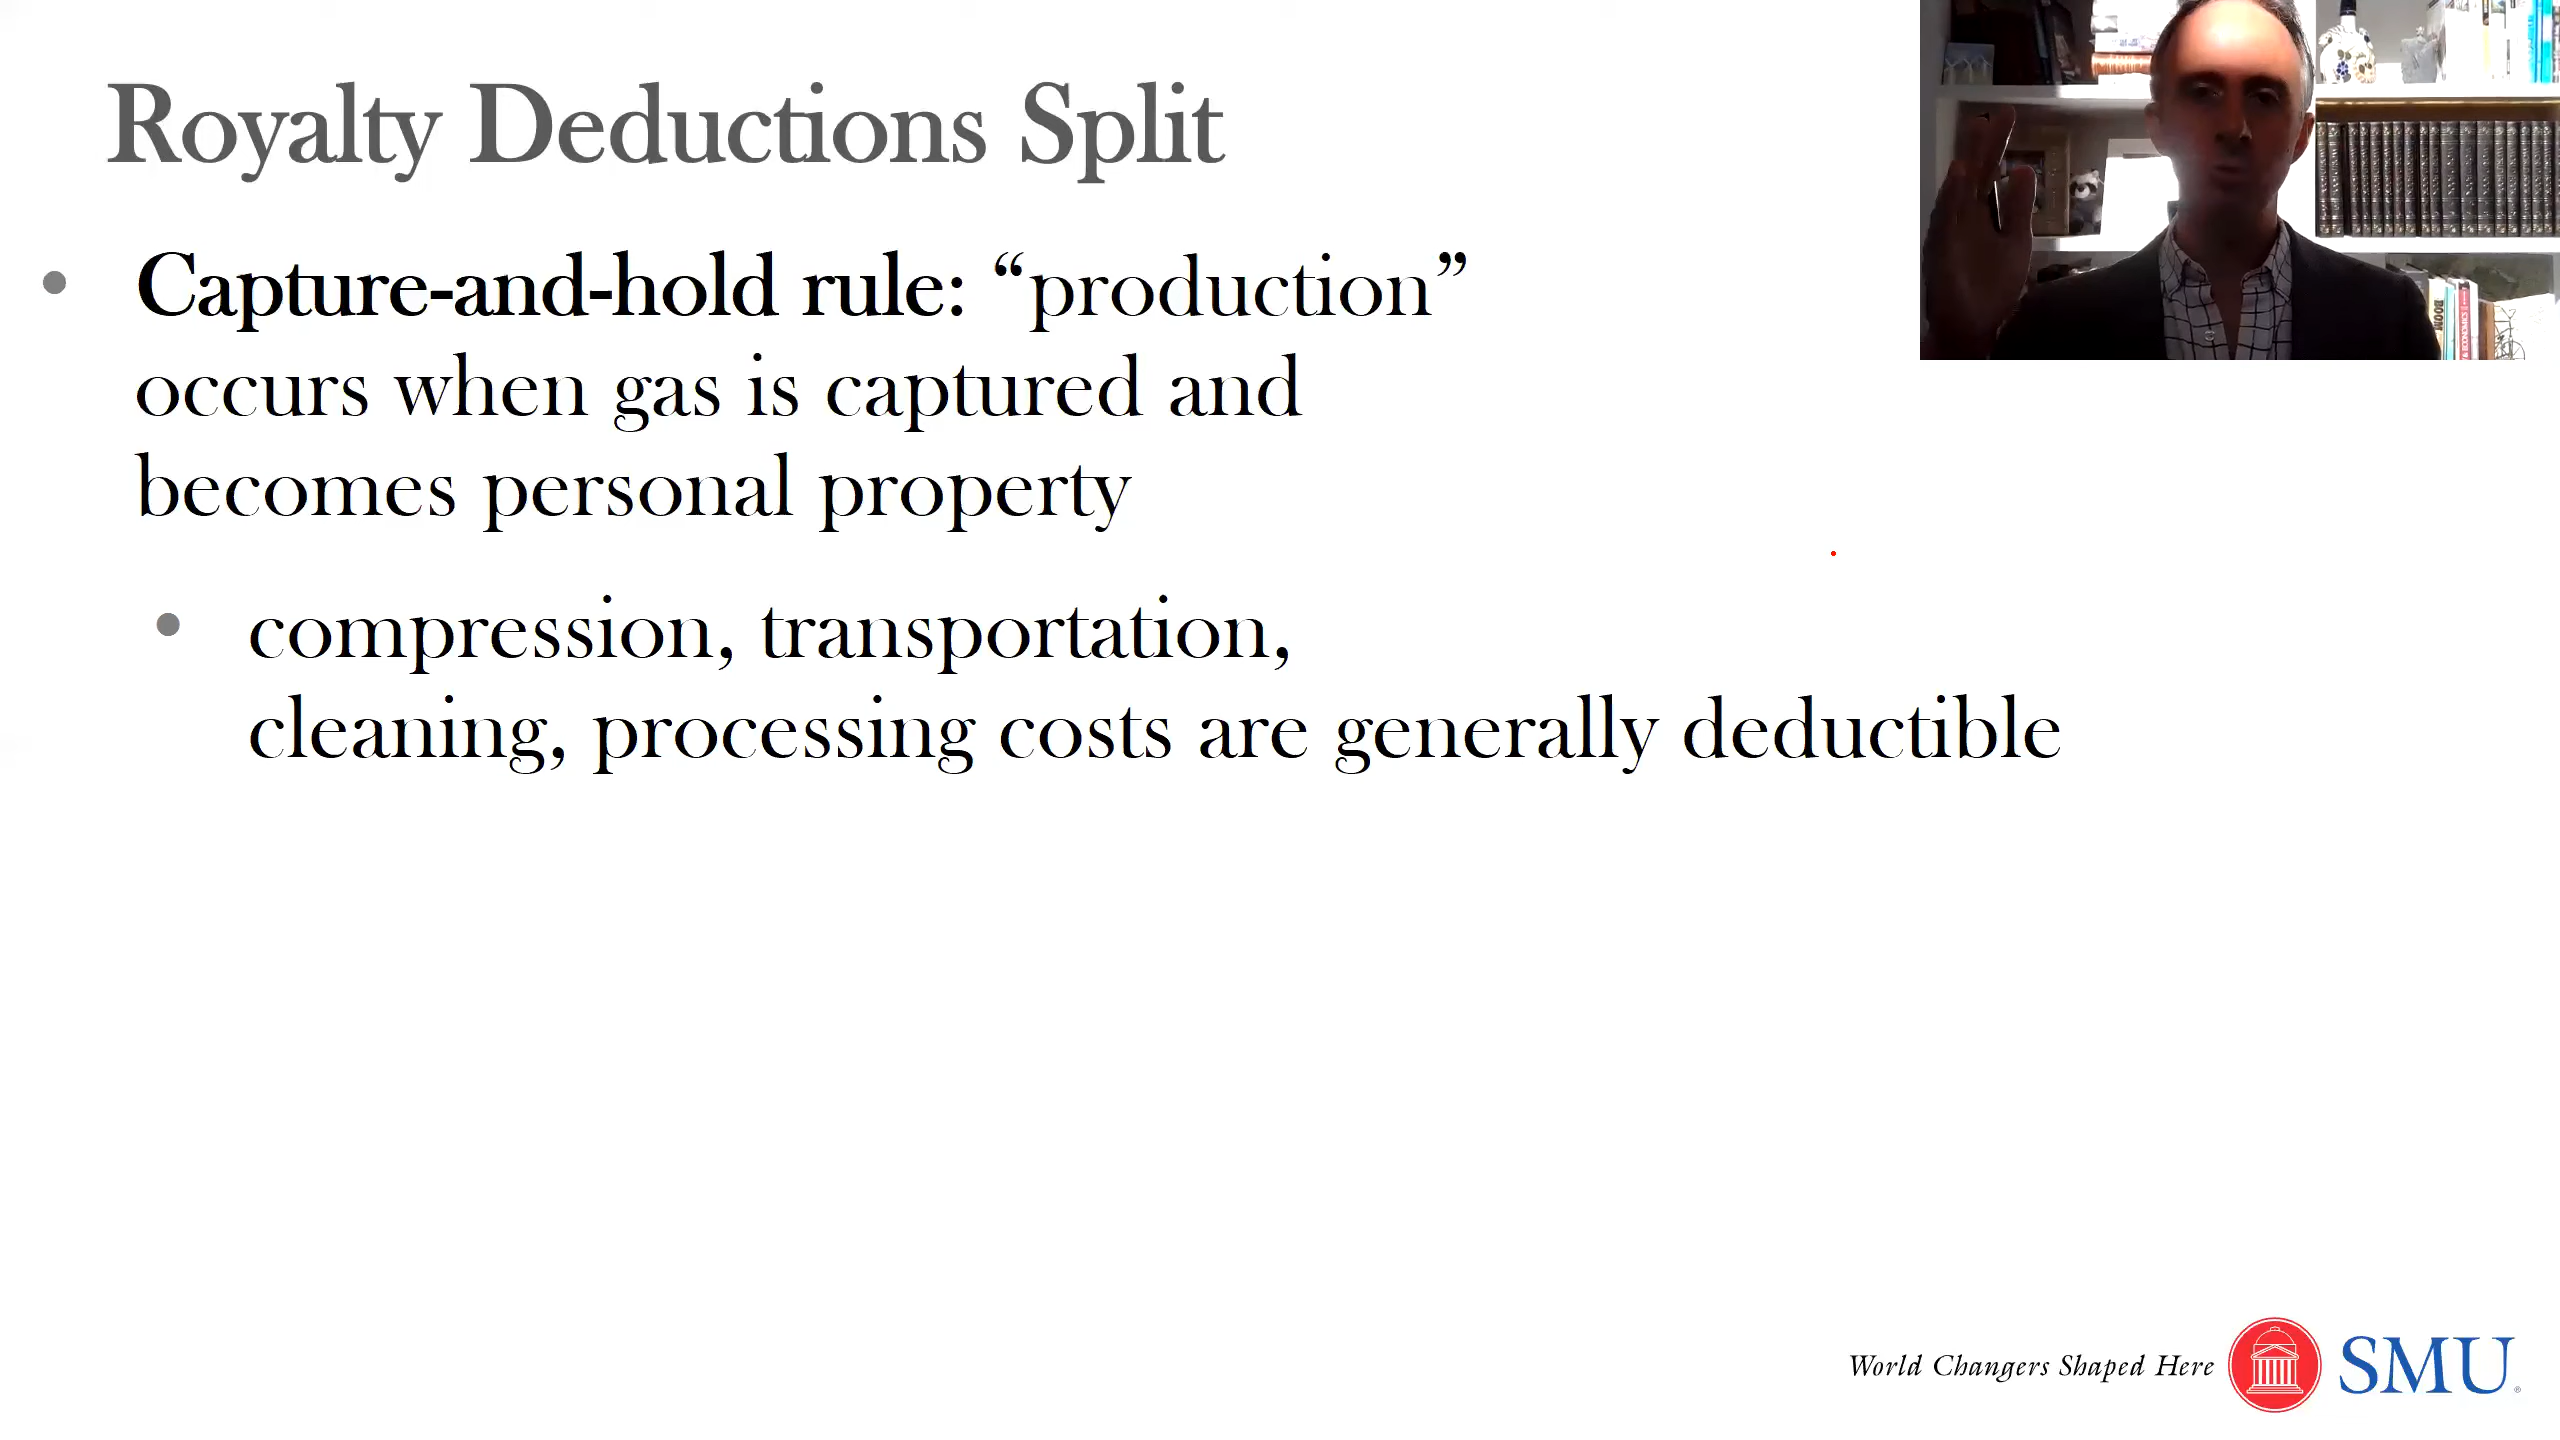 Royalty Deductions Split
• Capture-and-hold rule: “production”
occurs when gas is captured and
becomes personal property
• compression, transportation,
cleaning, processing costs are generally deductible
BOOM
World Changers Shaped Here
SMU®